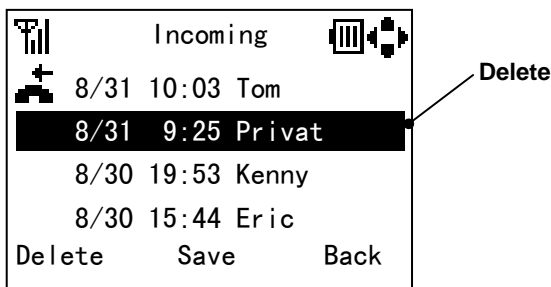 Incoming
8/31 10:03 Tom
8/31 9:25 Privat
8/30 19:53 Kenny
8/30 15:44 Eric
Delete Save Back
Delete